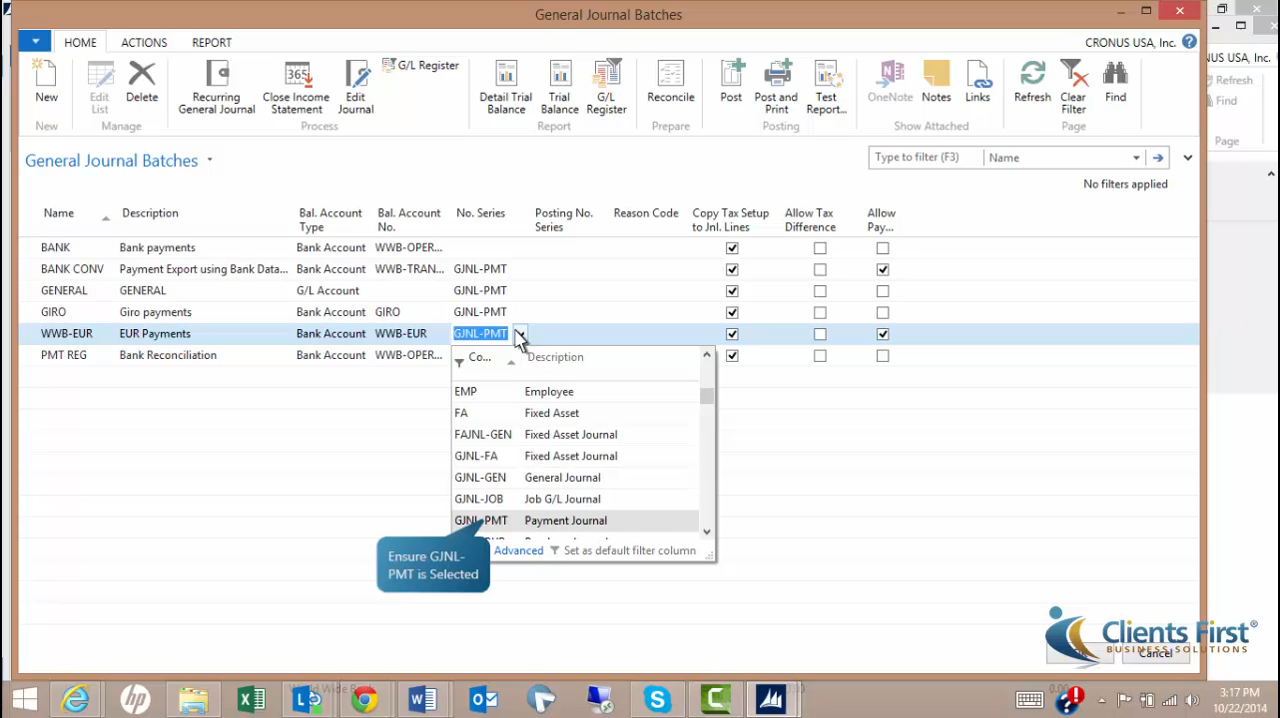 General Journal Batches
HOME ACTIONS REPORT CRONUS USA, Inc.
USA, Inc.
New Edit List Delete Recurring General Journal Close Income Statement Edit Journal G/L Register Detail Trial Balance Trial Balance G/L Register Reconcile Post Post and Print Test Report... OneNote Notes Links Refresh Clear Filter Find Refresh
Find
New Manage Process Report Prepare Posting Show Attached Page Page
General Journal Batches Type to filter (F3) Name
No filters applied
Name Description Bal. Account Type Bal. Account No. No. Series Posting No. Series Reason Code Copy Tax Setup to Jnl. Lines Allow Tax Difference Allow Pay...
BANK Bank payments Bank Account WWB-OPER...
BANK CONV Payment Export using Bank Data... Bank Account WWB-TRAN... GJNL-PMT
GENERAL GENERAL G/L Account GJNL-PMT
GIRO Giro payments Bank Account GIRO GJNL-PMT
WWB-EUR EUR Payments Bank Account WWB-EUR GJNL-PMT
PMT REG Bank Reconciliation Bank Account WWB-OPER...
Co... Description
EMP Employee
FA Fixed Asset
FAJNL-GEN Fixed Asset Journal
GJNL-FA Fixed Asset Journal
GJNL-GEN General Journal
GJNL-JOB Job G/L Journal
GJNL-PMT Payment Journal
Advanced Set as default filter column
Ensure GJNL-
PMT is Selected
Clients First®
BUSINESS SOLUTIONS
Cancel
3:17 PM
10/22/2014